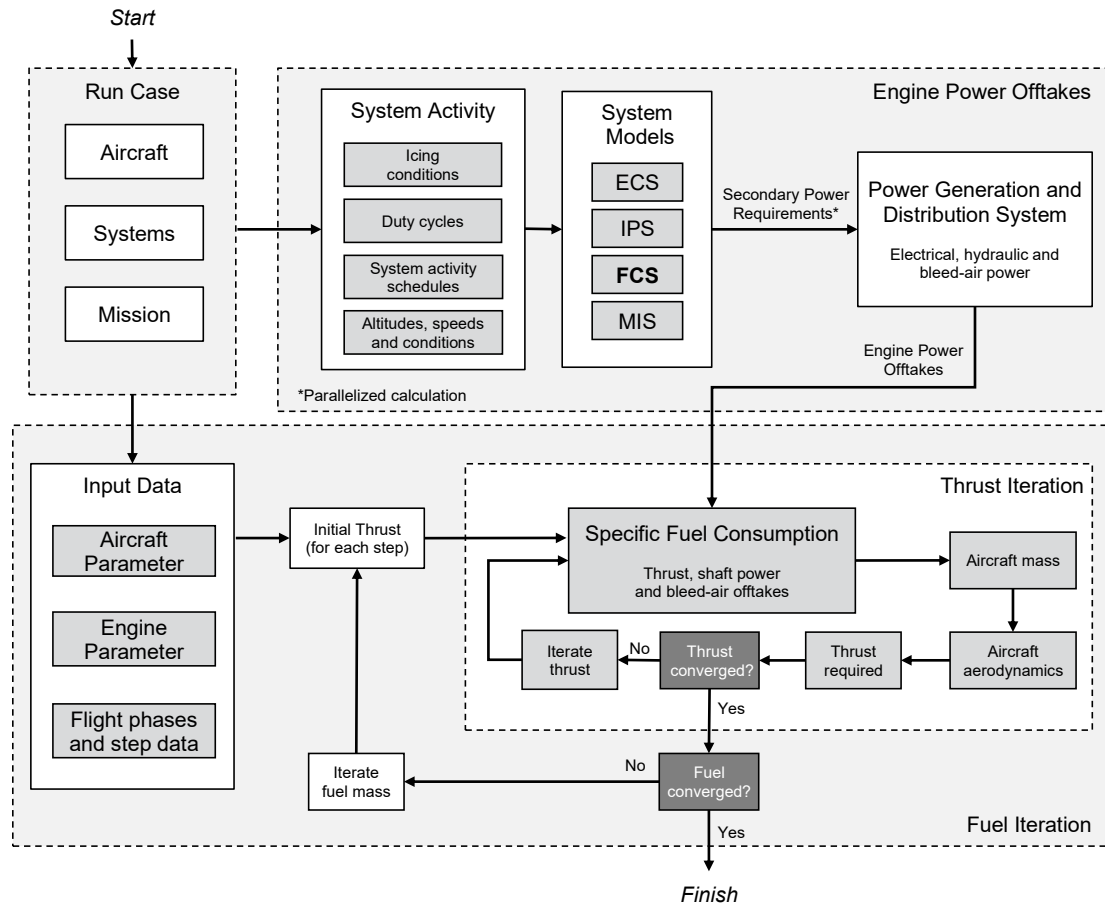 Start
Run Case
Aircraft
Systems
Mission
Engine Power Offtakes
System Activity
Icing
conditions
Duty cycles
System activity
schedules
Altitudes, speeds
and conditions
System
Models
ECS
IPS
FCS
MIS
Secondary Power
Requirements*
Power Generation and
Distribution System
Electrical, hydraulic and
bleed-air power
Engine Power
Offtakes
*Parallelized calculation
Input Data
Aircraft
Parameter
Engine
Parameter
Flight phases
and step data
Initial Thrust
(for each step)
Thrust Iteration
Specific Fuel Consumption
Thrust, shaft power
and bleed-air offtakes
Aircraft mass
Aircraft
aerodynamics
Thrust
required
Thrust
converged?
No
Iterate
thrust
Yes
Fuel
converged?
No
Iterate
fuel mass
Yes
Fuel Iteration
Finish